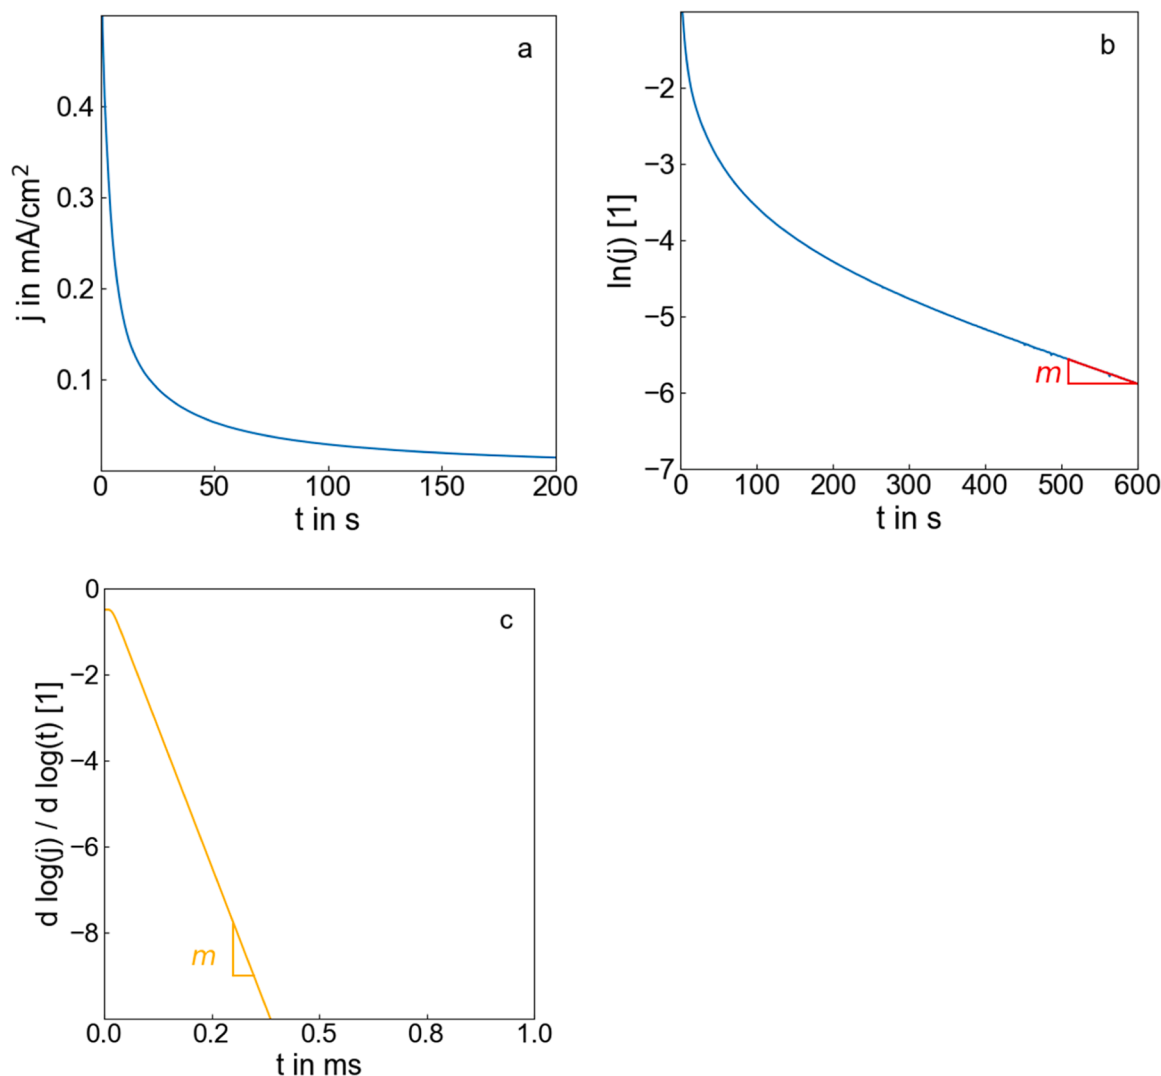 a
0.4
0.3
0.2
0.1
j in mA/cm²
0
50
100
150
200
t in s
b
−2
−3
−4
−5
−6
−7
ln(j) [1]
m
0
100
200
300
400
500
600
t in s
c
0
−2
−4
−6
−8
d log(j) / d log(t) [1]
m
0.0
0.2
0.5
0.8
1.0
t in ms